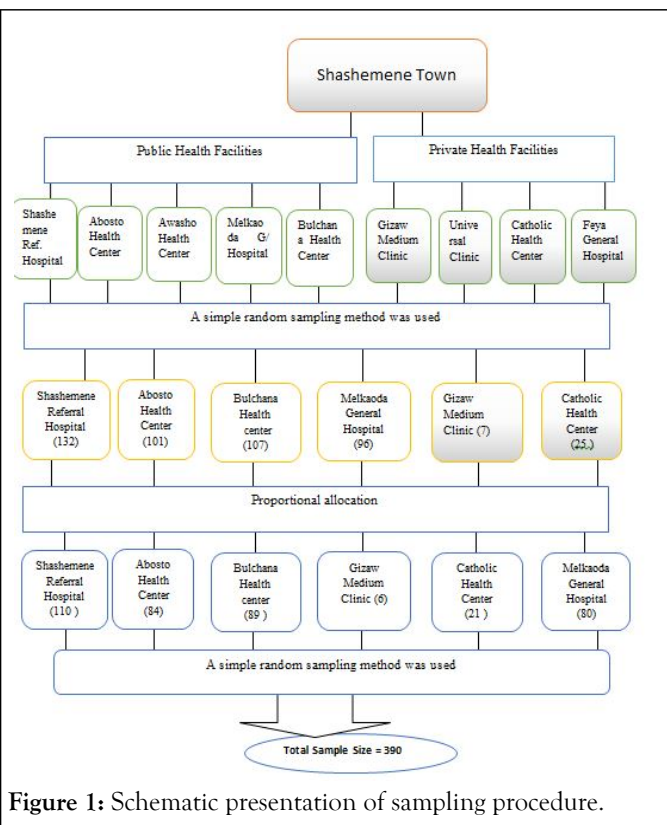 Shashemene Town
Public Health Facilities
Private Health Facilities
Shashe
mene
Ref.
Hospital
Abosto
Health
Center
Awasho
Health
Center
Melkao
da G/
Hospital
Bulchan
a Health
Center
Gizaw
Medium
Clinic
Unive
rsal
Clinic
Catholic
Health
Center
Feya
General
Hospital
A simple random sampling method was used
Shashemene
Referral
Hospital
(132)
Abosto
Health
Center
(101)
Bulchana
Health
center
(107)
Melkaoda
General
Hospital
(96)
Gizaw
Medium
Clinic (7)
Catholic
Health
Center
(25,)
Proportional allocation
Shashemene
Referral
Hospital
(110 )
Abosto
Health
Center
(84)
Bulchana
Health
center
(89 )
Gizaw
Medium
Clinic (6)
Catholic
Health
Center
(21 )
Melkaoda
General
Hospital
(80)
A simple random sampling method was used
Total Sample Size = 390
Figure 1: Schematic presentation of sampling procedure.